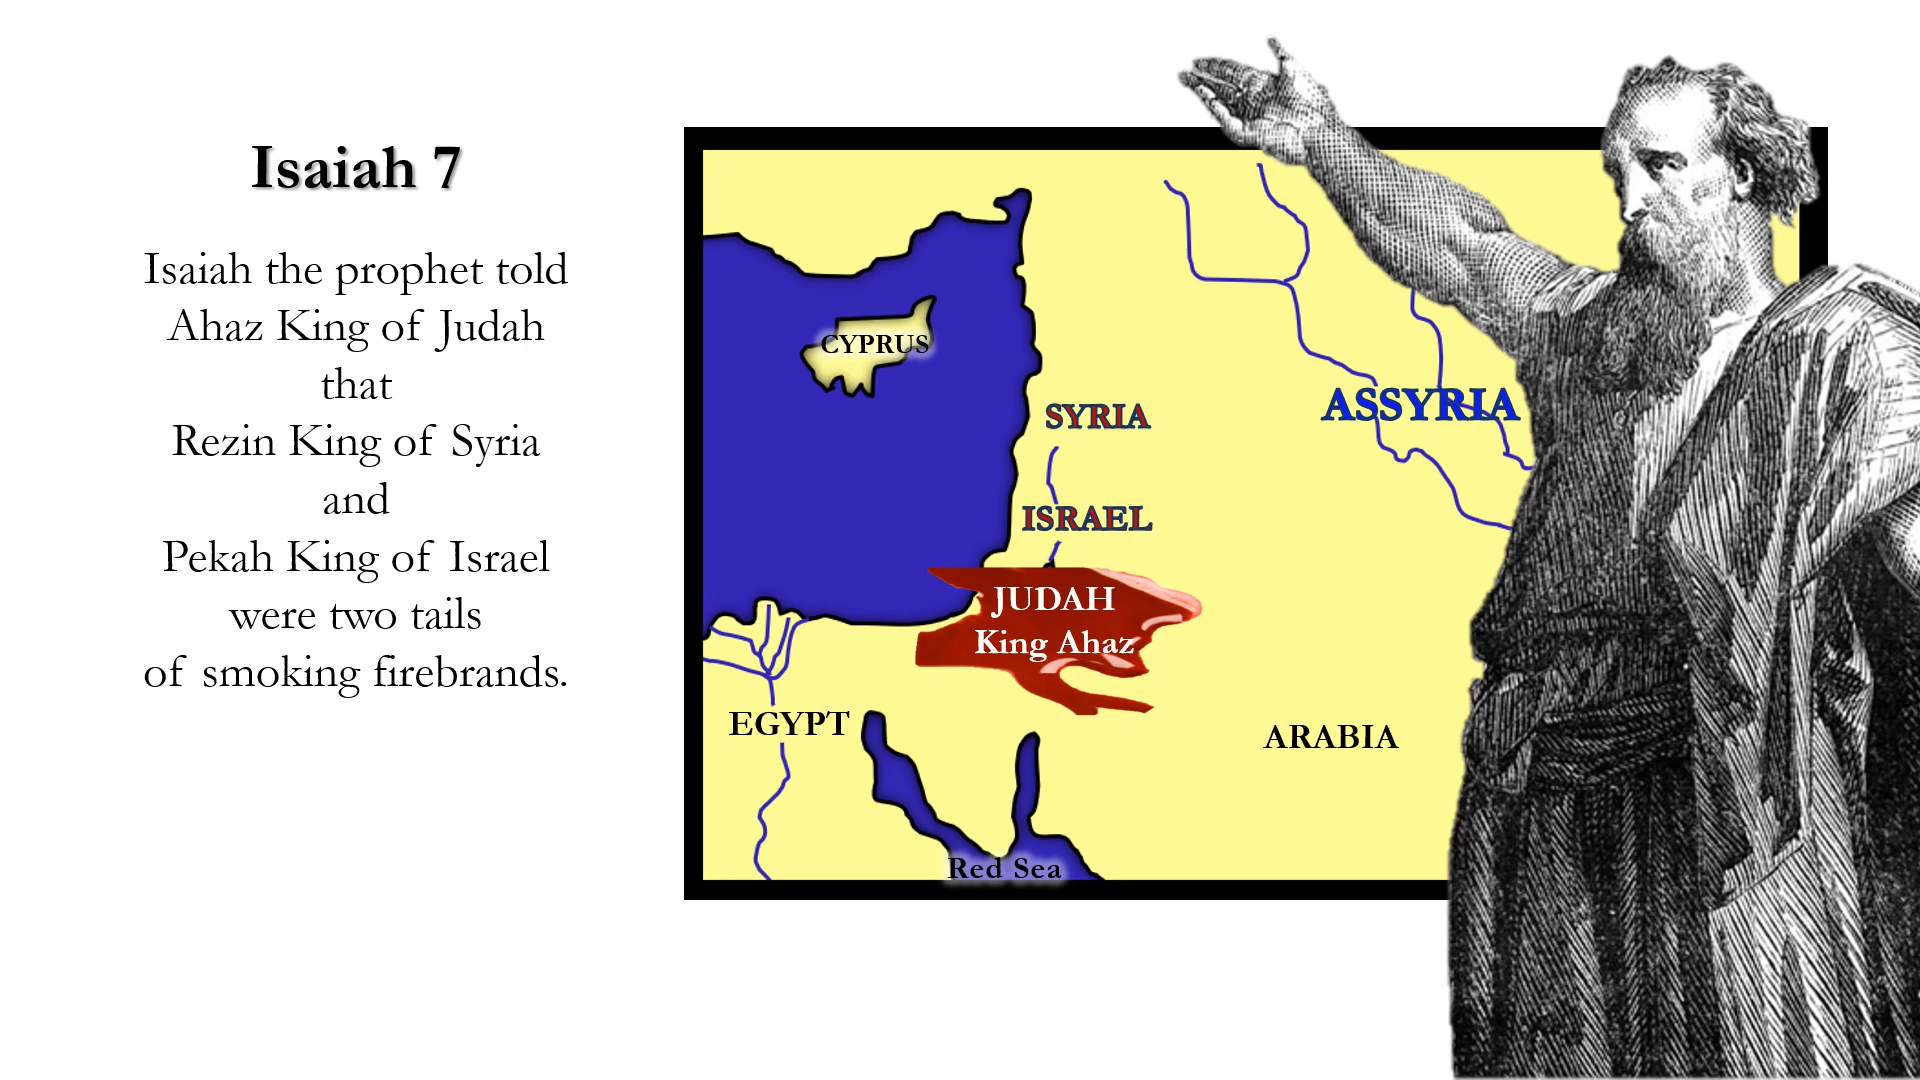 Isaiah 7
Isaiah the prophet told
Ahaz King of Judah
that
Rezin King of Syria
and
Pekah King of Israel
were two tails
of smoking firebrands.
CYPRUS
SYRIA
ASSYRIA
ISRAEL
JUDAH
King Ahaz
EGYPT
ARABIA
Red Sea